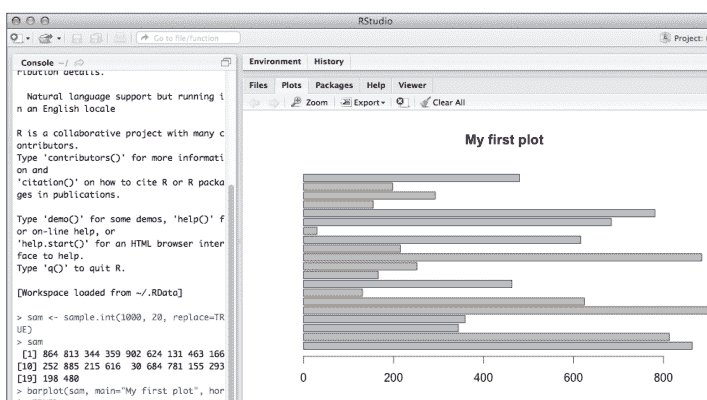 RStudio
Go to file/function
Project:
Console ~/
ribution details.
Natural language support but running i
n an English locale
R is a collaborative project with many c
ontributors.
Type 'contributors()' for more informati
on and
'citation()' on how to cite R or R packa
ges in publications.
Type 'demo()' for some demos, 'help()' f
or on-line help, or
'help.start()' for an HTML browser inter
face to help.
Type 'q()' to quit R.
[Workspace loaded from ~/.RData]
> sam <- sample.int(1000, 20, replace=TR
UE)
> sam
[1] 864 813 344 359 902 624 131 463 166
[10] 252 885 215 616 30 684 781 155 293
[19] 198 480
> barplot(sam, main="My first plot", hor
Environment History
Files Plots Packages Help Viewer
Zoom Export Clear All
My first plot
0 200 400 600 800